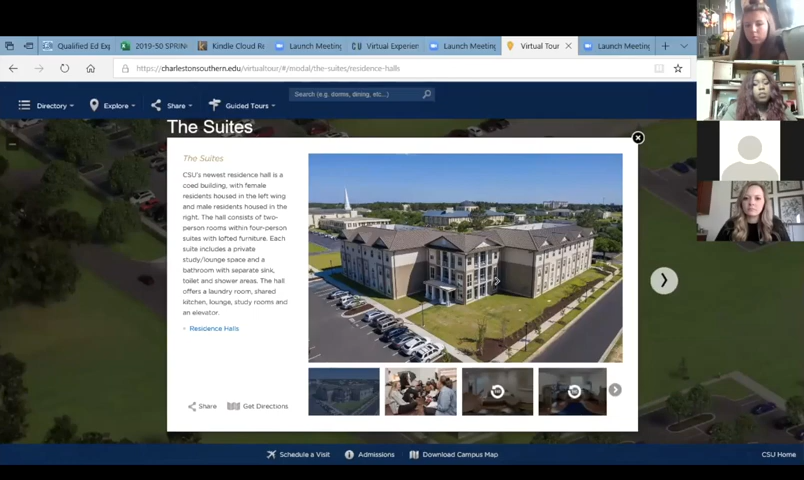 Qualified Ed Exp
2019-50 SPRIN
Kindle Cloud Re
Launch Meeting
Virtual Experien
Launch Meeting
Virtual Tour
Launch Meeting
https://charlestonsouthern.edu/virtualtour/#/modal/the-suites/residence-halls
Directory
Explore
Share
Guided Tours
Search (e.g. dorms, dining, etc...)
The Suites
The Suites
CSU's newest residence hall is a
coed building, with female
residents housed in the left wing
and male residents housed in the
right. The hall consists of two-
person rooms within four-person
suites with lofted furniture. Each
suite includes a private
study/lounge space and a
bathroom with separate sink,
toilet and shower areas. The hall
offers a laundry room, shared
kitchen, lounge, study rooms and
an elevator.
Residence Halls
Share
Get Directions
Schedule a Visit
Admissions
Download Campus Map
CSU Home